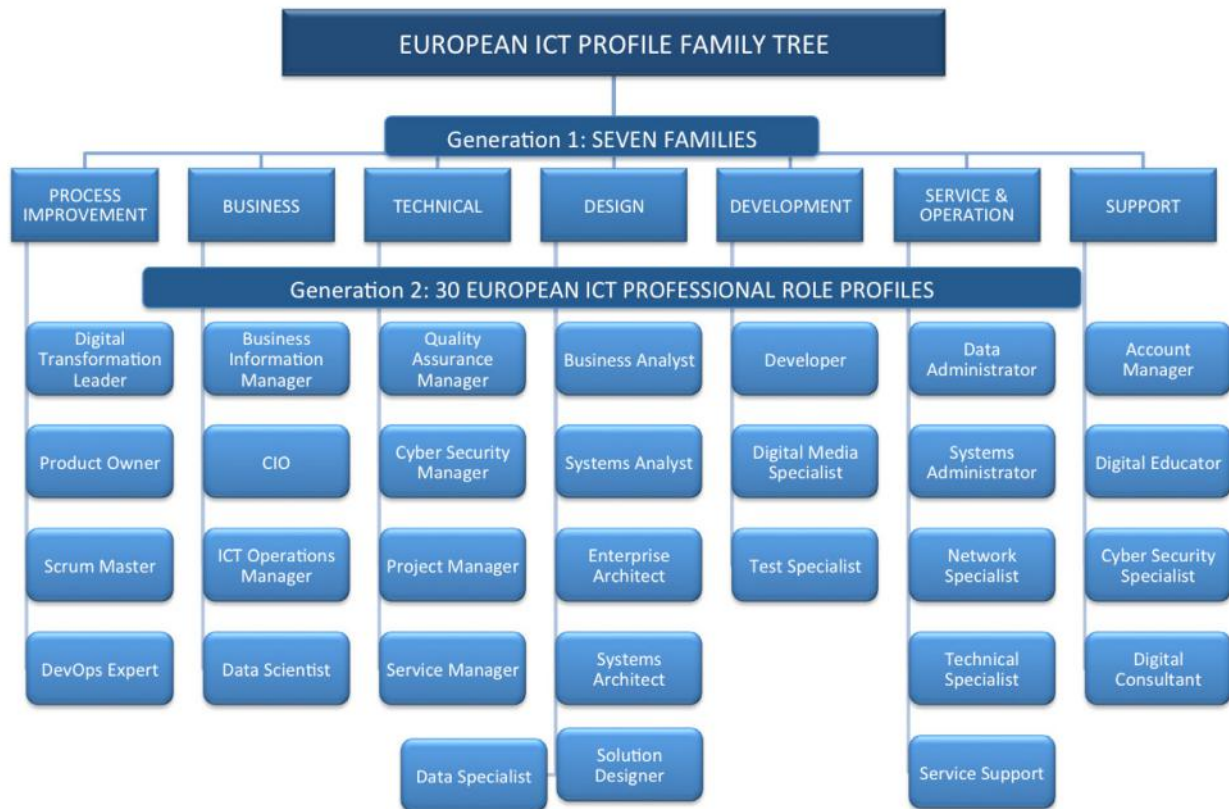 EUROPEAN ICT PROFILE FAMILY TREE
Generation 1: SEVEN FAMILIES
PROCESS
IMPROVEMENT
BUSINESS
TECHNICAL
DESIGN
DEVELOPMENT
SERVICE &
OPERATION
SUPPORT
Generation 2: 30 EUROPEAN ICT PROFESSIONAL ROLE PROFILES
Digital
Transformation
Leader
Business
Information
Manager
Quality
Assurance
Manager
Business Analyst
Developer
Data
Administrator
Account
Manager
Product Owner
CIO
Cyber Security
Manager
Systems Analyst
Digital Media
Specialist
Systems
Administrator
Digital Educator
Scrum Master
ICT Operations
Manager
Project Manager
Enterprise
Architect
Test Specialist
Network
Specialist
Cyber Security
Specialist
DevOps Expert
Data Scientist
Service Manager
Systems
Architect
Technical
Specialist
Digital
Consultant
Data Specialist
Solution
Designer
Service Support